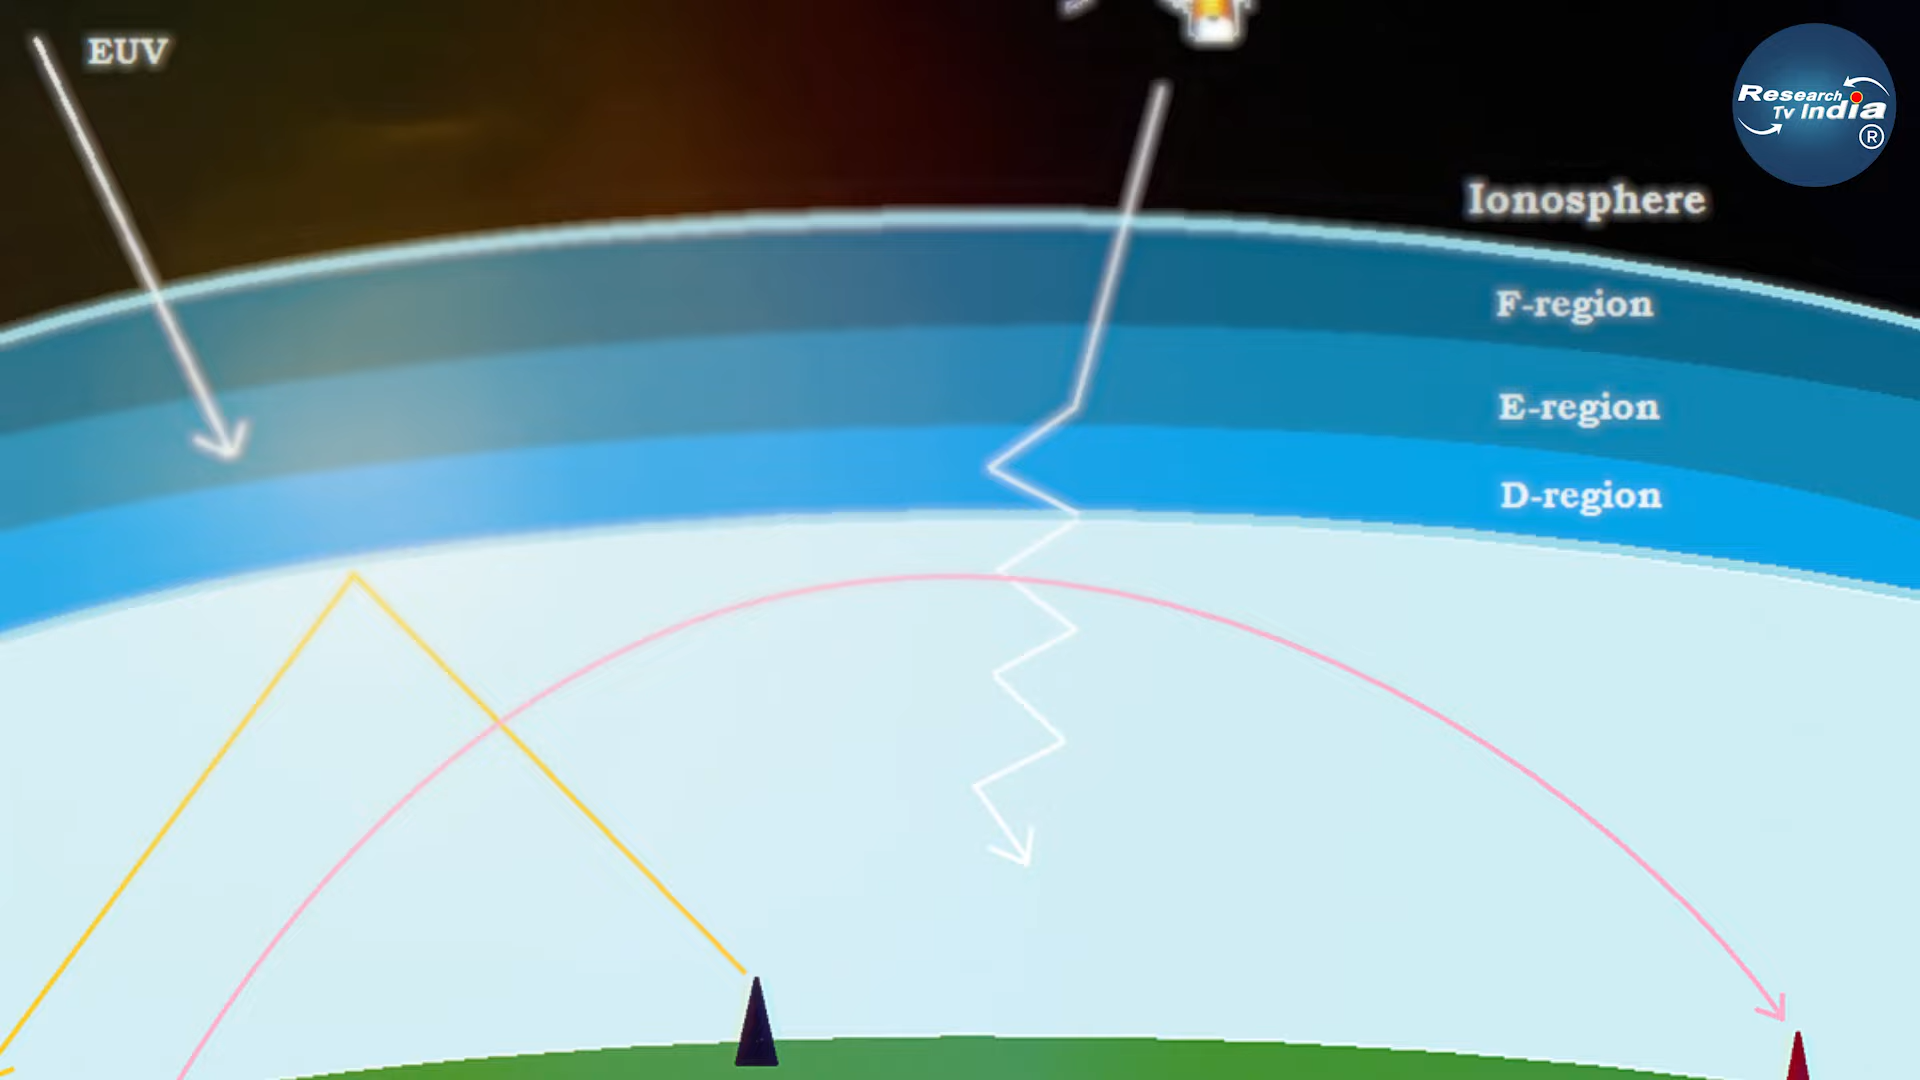 EUV
Research
Tv India
®
Ionosphere
F-region
E-region
D-region